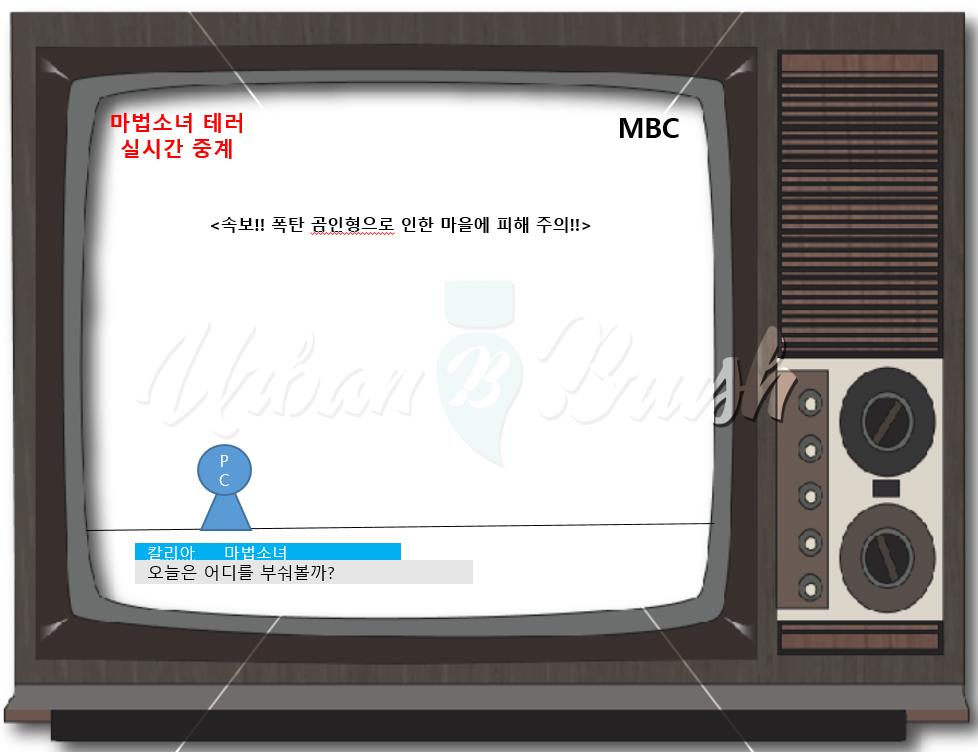 마법소녀 테러
실시간 중계
MBC
<속보!! 폭탄 곰인형으로 인한 마을에 피해 주의!!>
Urban Brush
B
P
C
칼리아 마법소녀
오늘은 어디를 부숴볼까?